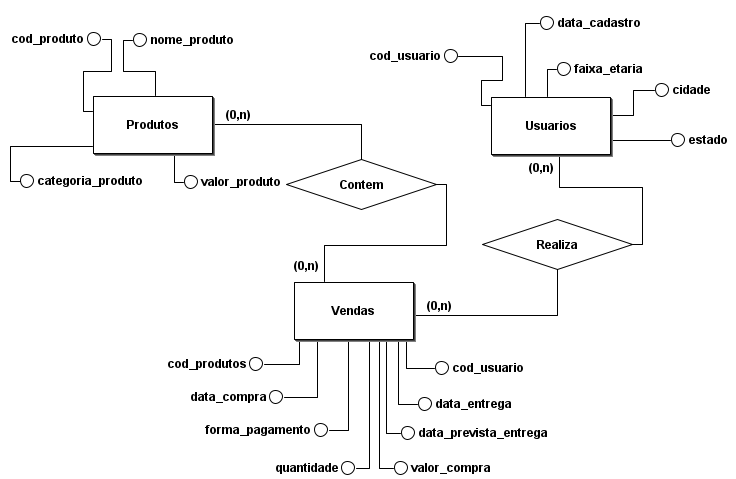 cod_produto
nome_produto
Produtos
(0,n)
categoria_produto
valor_produto
Contem
data_cadastro
cod_usuario
faixa_etaria
cidade
Usuarios
estado
(0,n)
Realiza
(0,n)
Vendas
(0,n)
cod_produtos
cod_usuario
data_compra
data_entrega
forma_pagamento
data_prevista_entrega
quantidade
valor_compra